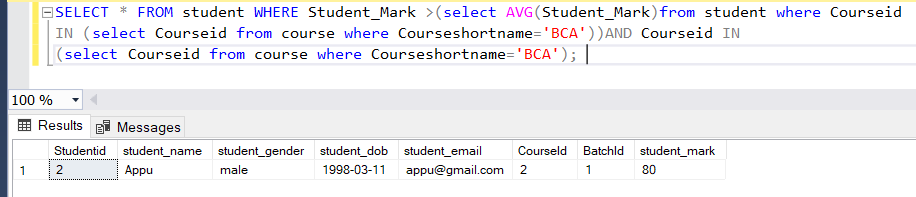 SELECT * FROM student WHERE Student_Mark >(select AVG(Student_Mark)from student where Courseid
IN (select Courseid from course where Courseshortname='BCA'))AND Courseid IN
(select Courseid from course where Courseshortname='BCA');
100 %
Results Messages
Studentid student_name student_gender student_dob student_email CourseId BatchId student_mark
1 2 Appu male 1998-03-11 appu@gmail.com 2 1 80